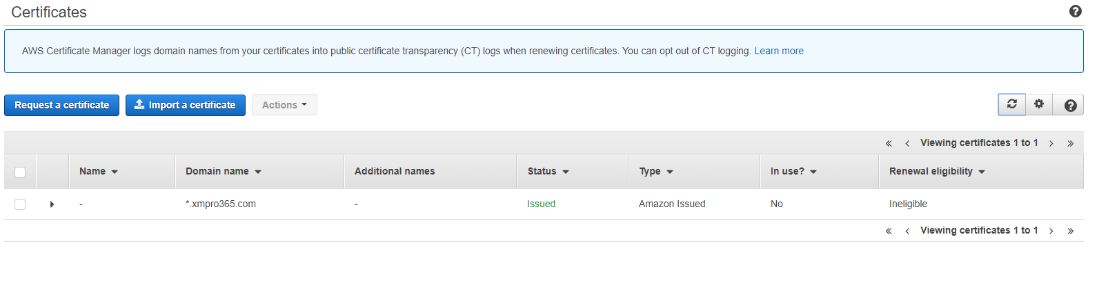 Certificates
AWS Certificate Manager logs domain names from your certificates into public certificate transparency (CT) logs when renewing certificates. You can opt out of CT logging. Learn more
Request a certificate Import a certificate Actions
Viewing certificates 1 to 1
Name Domain name Additional names Status Type In use? Renewal eligibility
- *.xmpro365.com - Issued Amazon Issued No Ineligible
Viewing certificates 1 to 1